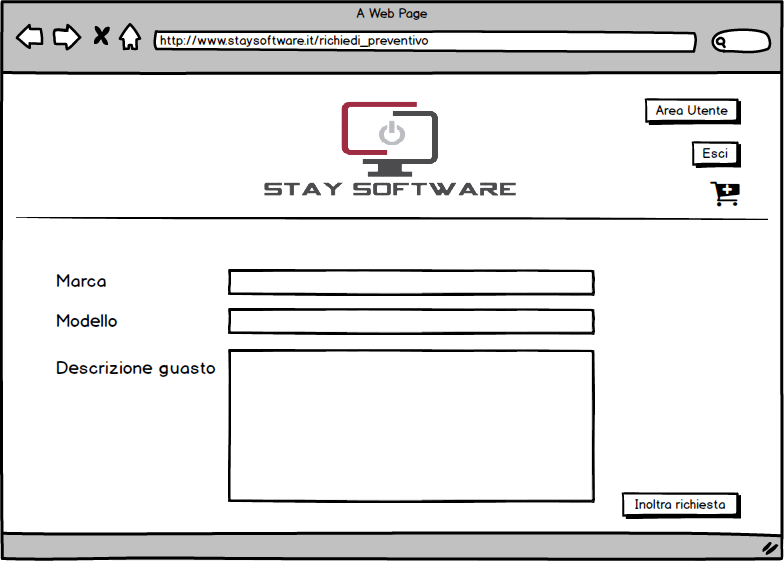 A Web Page
http://www.staysoftware.it/richiedi_preventivo
Area Utente
Esci
STAY SOFTWARE
Marca
Modello
Descrizione guasto
Inoltra richiesta